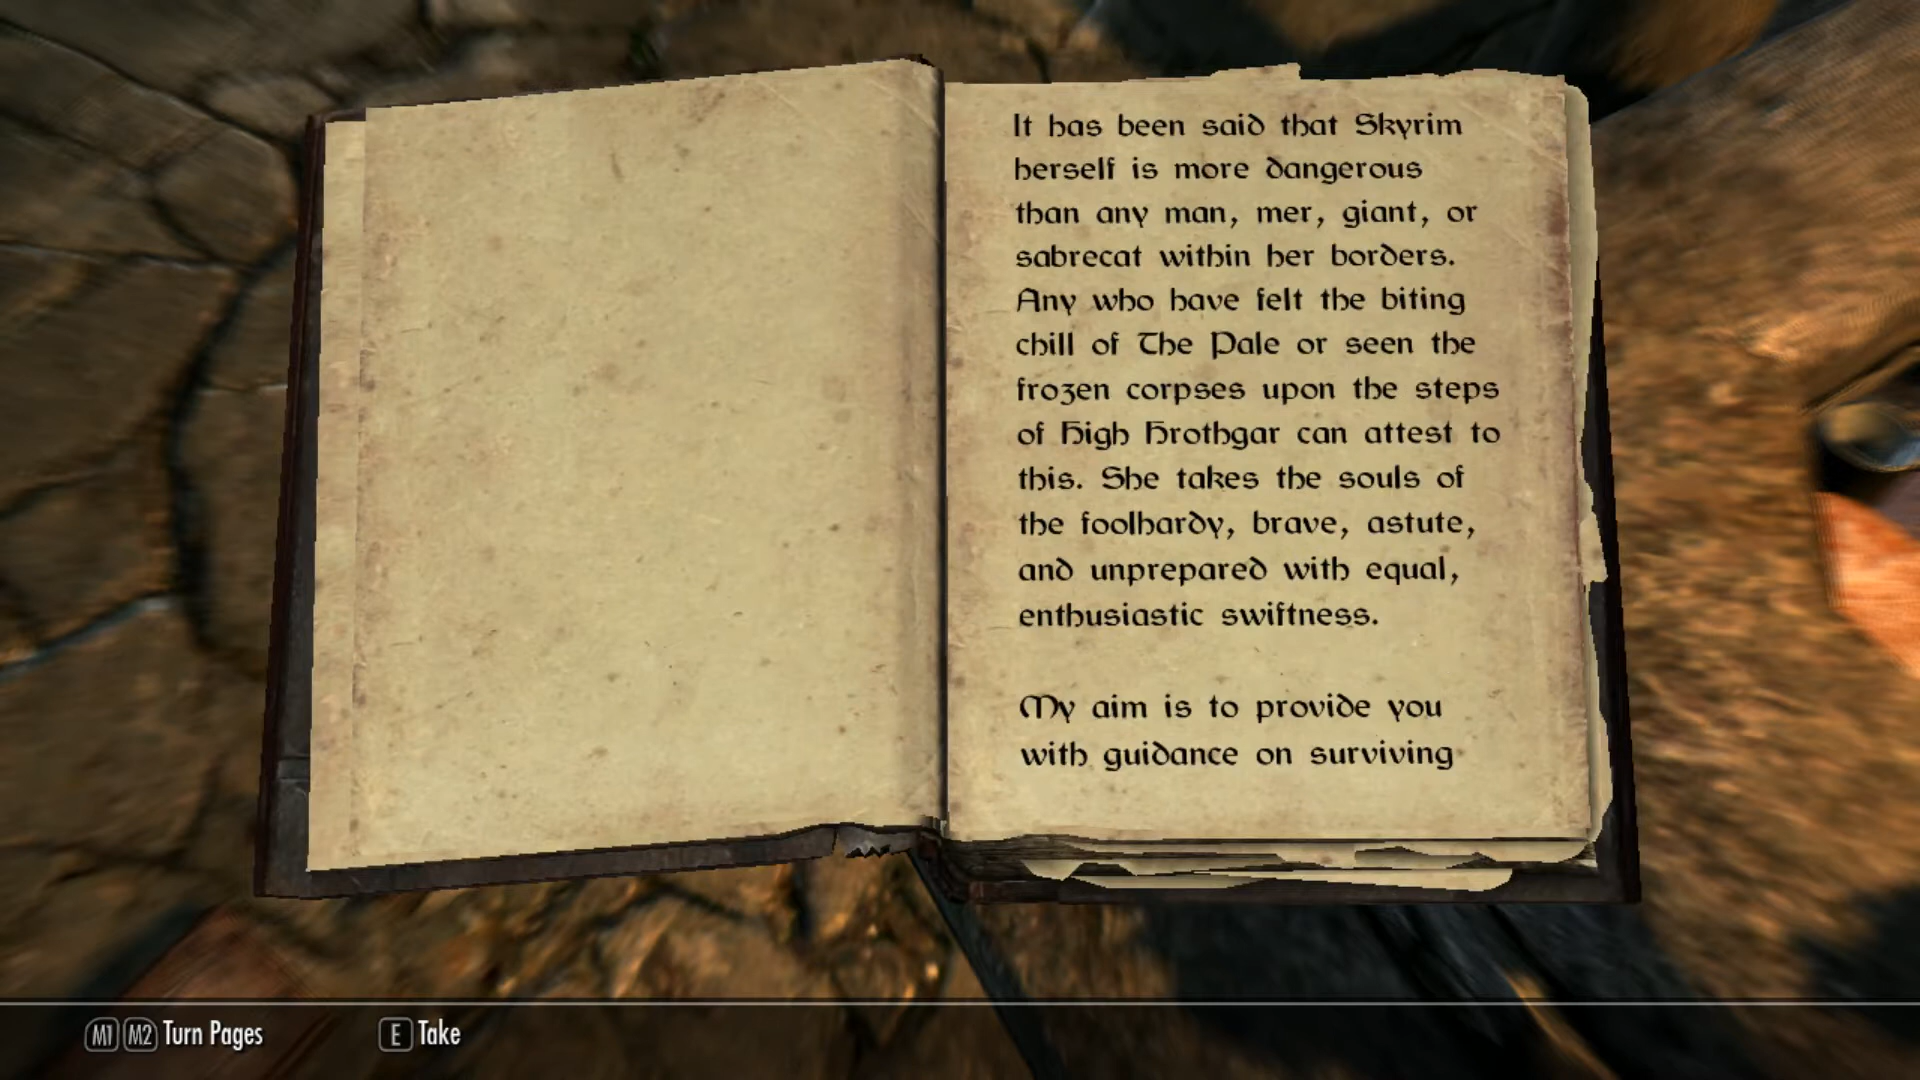 It has been said that Skyrim
herself is more dangerous
than any man, mer, giant, or
sabrecat within her borders.
Any who have felt the biting
chill of The Pale or seen the
frozen corpses upon the steps
of High Hrothgar can attest to
this. She takes the souls of
the foolhardy, brave, astute,
and unprepared with equal,
enthusiastic swiftness.
My aim is to provide you
with guidance on surviving
M1 M2 Turn Pages
E Take